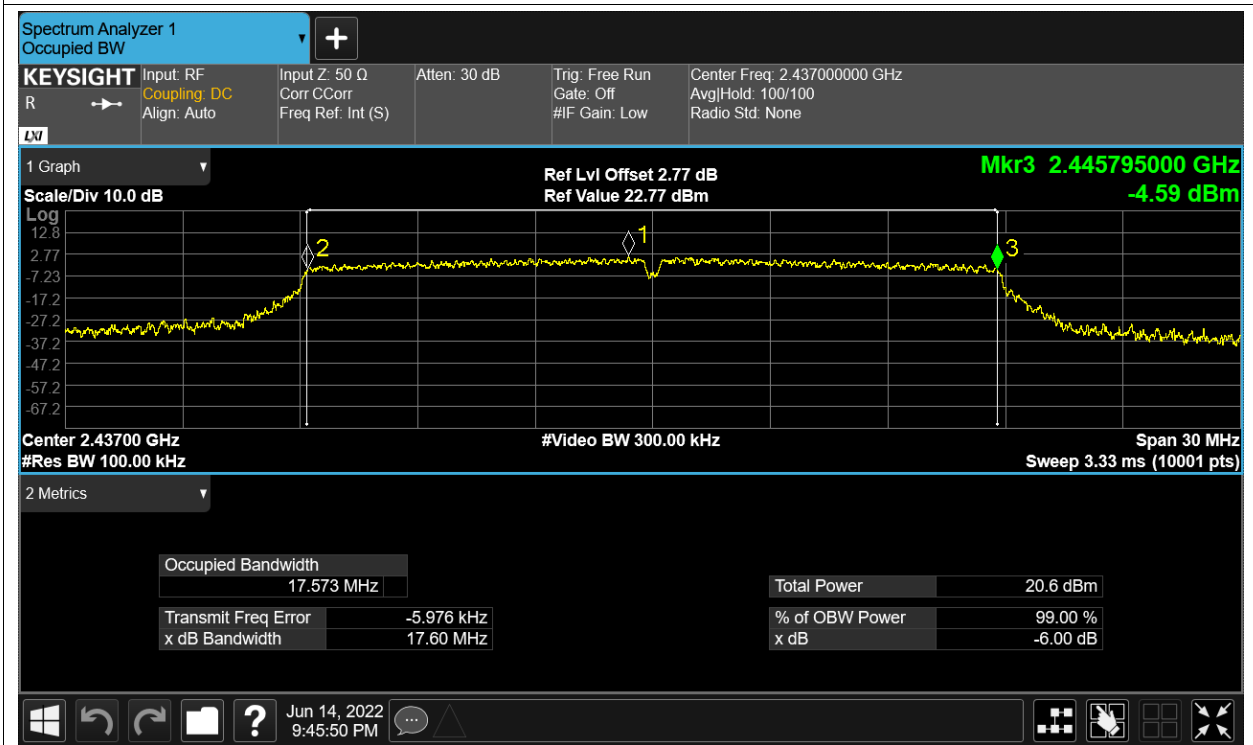 Spectrum Analyzer 1
Occupied BW
KEYSIGHT
R
LXI
Input: RF
Coupling: DC
Align: Auto
Input Z: 50 Ω
Corr CCorr
Freq Ref: Int (S)
Atten: 30 dB
Trig: Free Run
Gate: Off
#IF Gain: Low
Center Freq: 2.437000000 GHz
Avg|Hold: 100/100
Radio Std: None
1 Graph
Scale/Div 10.0 dB
Ref Lvl Offset 2.77 dB
Ref Value 22.77 dBm
Mkr3 2.445795000 GHz
-4.59 dBm
Log
12.8
2.77
-7.23
-17.2
-27.2
-37.2
-47.2
-57.2
-67.2
2
1
3
Center 2.43700 GHz
#Res BW 100.00 kHz
#Video BW 300.00 kHz
Span 30 MHz
Sweep 3.33 ms (10001 pts)
2 Metrics
Occupied Bandwidth
17.573 MHz
Transmit Freq Error -5.976 kHz
x dB Bandwidth 17.60 MHz
Total Power 20.6 dBm
% of OBW Power 99.00 %
x dB -6.00 dB
?
Jun 14, 2022
9:45:50 PM